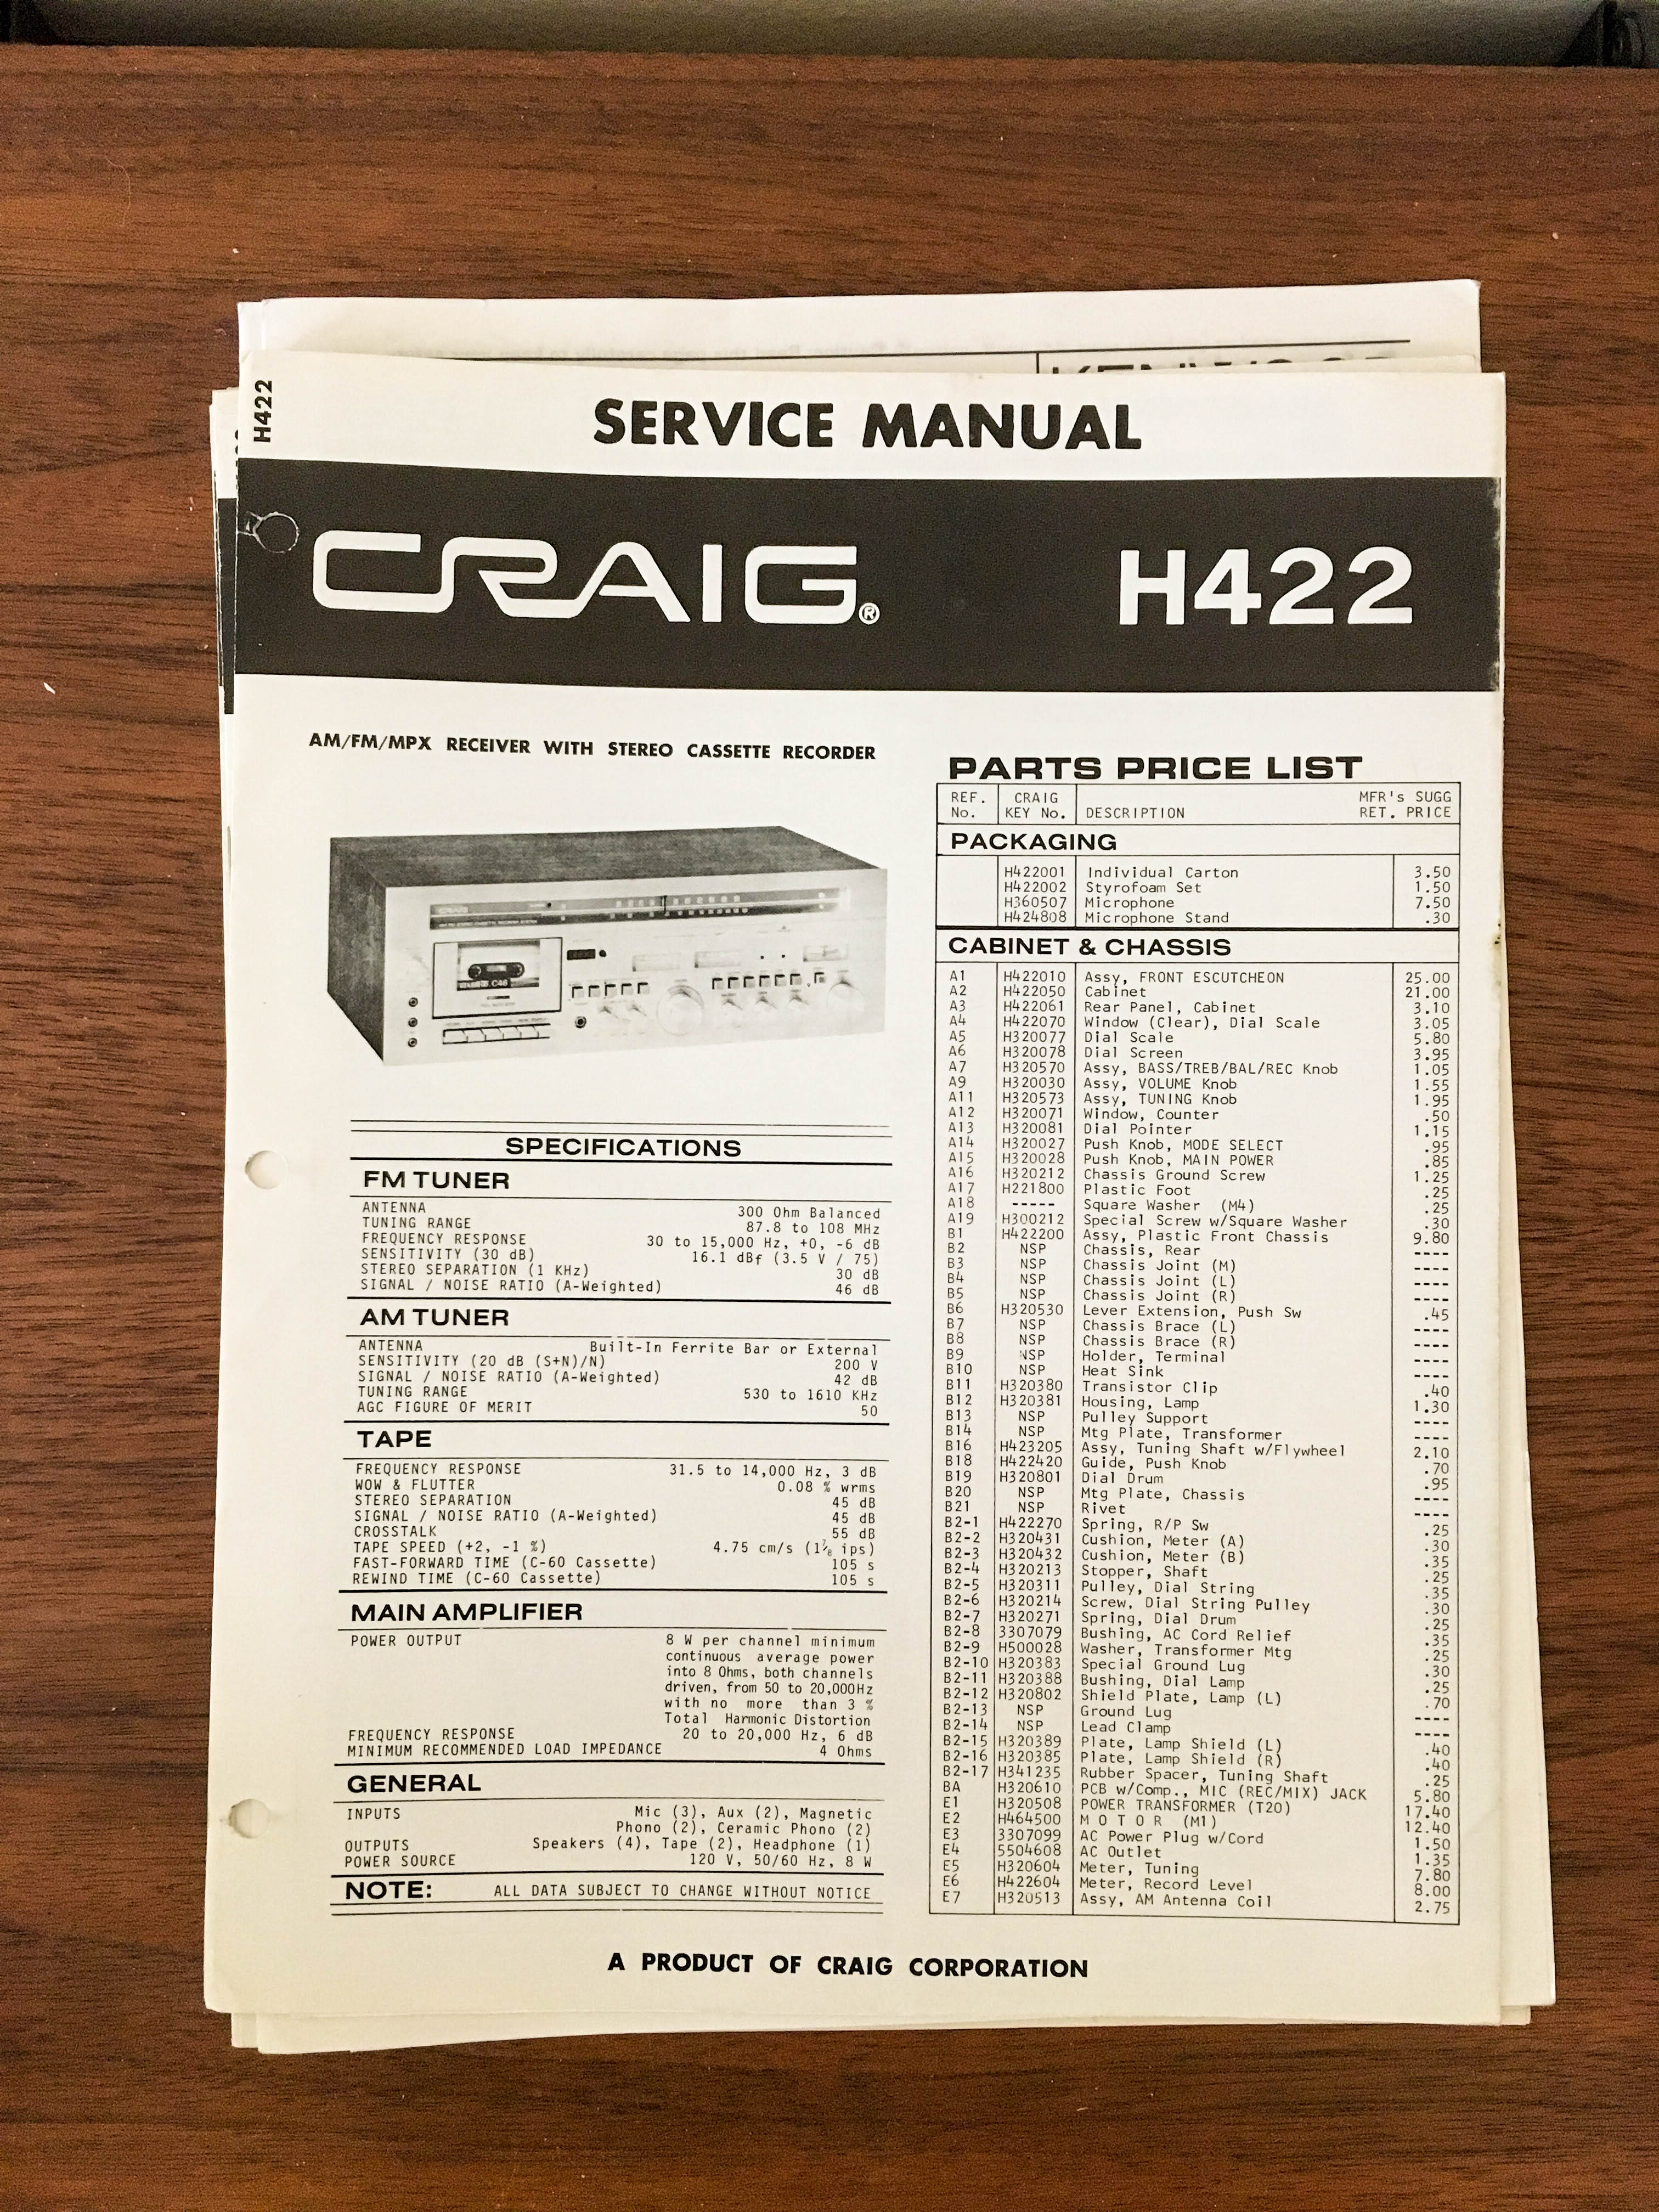 H422
SERVICE MANUAL
CRAIG® H422
AM/FM/MPX RECEIVER WITH STEREO CASSETTE RECORDER
SPECIFICATIONS
FM TUNER
ANTENNA 300 Ohm Balanced
TUNING RANGE 87.8 to 108 MHz
FREQUENCY RESPONSE 30 to 15,000 Hz, +0, -6 dB
SENSITIVITY (30 dB) 16.1 dBf (3.5 V / 75)
STEREO SEPARATION (1 KHz) 30 dB
SIGNAL / NOISE RATIO (A-Weighted) 46 dB
AM TUNER
ANTENNA Built-In Ferrite Bar or External
SENSITIVITY (20 dB (S+N)/N) 200 V
SIGNAL / NOISE RATIO (A-Weighted) 42 dB
TUNING RANGE 530 to 1610 KHz
AGC FIGURE OF MERIT 50
TAPE
FREQUENCY RESPONSE 31.5 to 14,000 Hz, 3 dB
WOW & FLUTTER 0.08 % wrms
STEREO SEPARATION 45 dB
SIGNAL / NOISE RATIO (A-Weighted) 45 dB
CROSSTALK 55 dB
TAPE SPEED (+2, -1 %) 4.75 cm/s (1⅞ ips)
FAST-FORWARD TIME (C-60 Cassette) 105 s
REWIND TIME (C-60 Cassette) 105 s
MAIN AMPLIFIER
POWER OUTPUT 8 W per channel minimum
continuous average power
into 8 Ohms, both channels
driven, from 50 to 20,000Hz
with no more than 3 %
Total Harmonic Distortion
FREQUENCY RESPONSE 20 to 20,000 Hz, 6 dB
MINIMUM RECOMMENDED LOAD IMPEDANCE 4 Ohms
GENERAL
INPUTS Mic (3), Aux (2), Magnetic
Phono (2), Ceramic Phono (2)
OUTPUTS Speakers (4), Tape (2), Headphone (1)
POWER SOURCE 120 V, 50/60 Hz, 8 W
NOTE: ALL DATA SUBJECT TO CHANGE WITHOUT NOTICE
PARTS PRICE LIST
REF. CRAIG MFR's SUGG
No. KEY No. DESCRIPTION RET. PRICE
PACKAGING
H422001 Individual Carton 3.50
H422002 Styrofoam Set 1.50
H360507 Microphone 7.50
H424808 Microphone Stand .30
CABINET & CHASSIS
A1 H422010 Assy, FRONT ESCUTCHEON 25.00
A2 H422050 Cabinet 21.00
A3 H422061 Rear Panel, Cabinet 3.10
A4 H422070 Window (Clear), Dial Scale 3.05
A5 H320077 Dial Scale 5.80
A6 H320078 Dial Screen 3.95
A7 H320570 Assy, BASS/TREB/BAL/REC Knob 1.05
A9 H320030 Assy, VOLUME Knob 1.55
A11 H320573 Assy, TUNING Knob 1.95
A12 H320071 Window, Counter .50
A13 H320081 Dial Pointer 1.15
A14 H320027 Push Knob, MODE SELECT .95
A15 H320028 Push Knob, MAIN POWER .85
A16 H320212 Chassis Ground Screw 1.25
A17 H221800 Plastic Foot .25
A18 ----- Square Washer (M4) .25
A19 H300212 Special Screw w/Square Washer .30
B1 H422200 Assy, Plastic Front Chassis 9.80
B2 NSP Chassis, Rear ----
B3 NSP Chassis Joint (M) ----
B4 NSP Chassis Joint (L) ----
B5 NSP Chassis Joint (R) ----
B6 H320530 Lever Extension, Push Sw .45
B7 NSP Chassis Brace (L) ----
B8 NSP Chassis Brace (R) ----
B9 NSP Holder, Terminal ----
B10 NSP Heat Sink ----
B11 H320380 Transistor Clip .40
B12 H320381 Housing, Lamp 1.30
B13 NSP Pulley Support ----
B14 NSP Mtg Plate, Transformer ----
B16 H423205 Assy, Tuning Shaft w/Flywheel 2.10
B18 H422420 Guide, Push Knob .70
B19 H320801 Dial Drum .95
B20 NSP Mtg Plate, Chassis ----
B21 NSP Rivet ----
B2-1 H422270 Spring, R/P Sw .25
B2-2 H320431 Cushion, Meter (A) .30
B2-3 H320432 Cushion, Meter (B) .35
B2-4 H320213 Stopper, Shaft .25
B2-5 H320311 Pulley, Dial String .35
B2-6 H320214 Screw, Dial String Pulley .30
B2-7 H320271 Spring, Dial Drum .25
B2-8 3307079 Bushing, AC Cord Relief .35
B2-9 H500028 Washer, Transformer Mtg .25
B2-10 H320383 Special Ground Lug .30
B2-11 H320388 Bushing, Dial Lamp .25
B2-12 H320802 Shield Plate, Lamp (L) .70
B2-13 NSP Ground Lug ----
B2-14 NSP Lead Clamp ----
B2-15 H320389 Plate, Lamp Shield (L) .40
B2-16 H320385 Plate, Lamp Shield (R) .40
B2-17 H341235 Rubber Spacer, Tuning Shaft .25
BA H320610 PCB w/Comp., MIC (REC/MIX) JACK 5.80
E1 H320508 POWER TRANSFORMER (T20) 17.40
E2 H464500 M O T O R (M1) 12.40
E3 3307099 AC Power Plug w/Cord 1.50
E4 5504608 AC Outlet 1.35
E5 H320604 Meter, Tuning 7.80
E6 H422604 Meter, Record Level 8.00
E7 H320513 Assy, AM Antenna Coil 2.75
A PRODUCT OF CRAIG CORPORATION